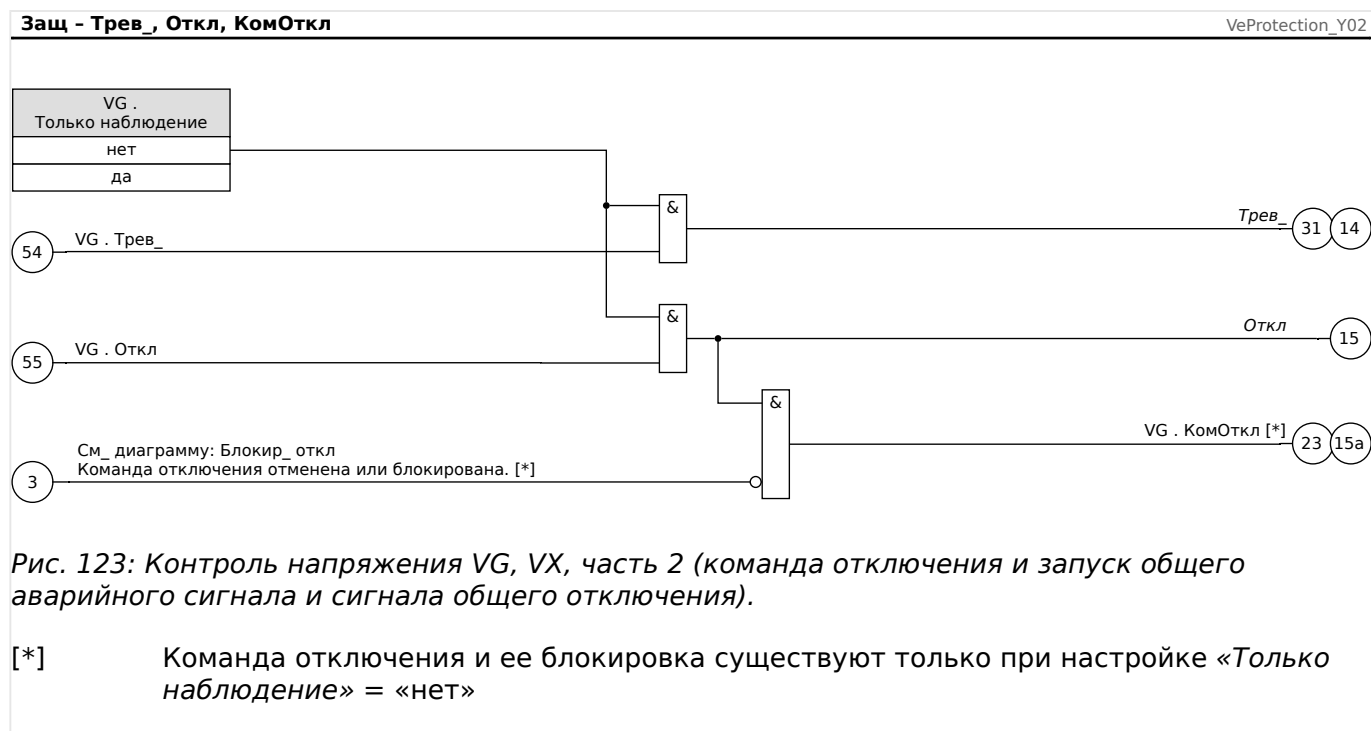 Защ – Трев_, Откл, КомОткл
VeProtection_Y02
VG .
Только наблюдение
нет
да
&
Трев_
31 14
54
VG . Трев_
&
Откл
15
55
VG . Откл
&
VG . КомОткл [*]
23 15a
См_ диаграмму: Блокир_ откл
Команда отключения отменена или блокирована. [*]
3
Рис. 123: Контроль напряжения VG, VX, часть 2 (команда отключения и запуск общего
аварийного сигнала и сигнала общего отключения).
[*] Команда отключения и ее блокировка существуют только при настройке «Только
наблюдение» = «нет»